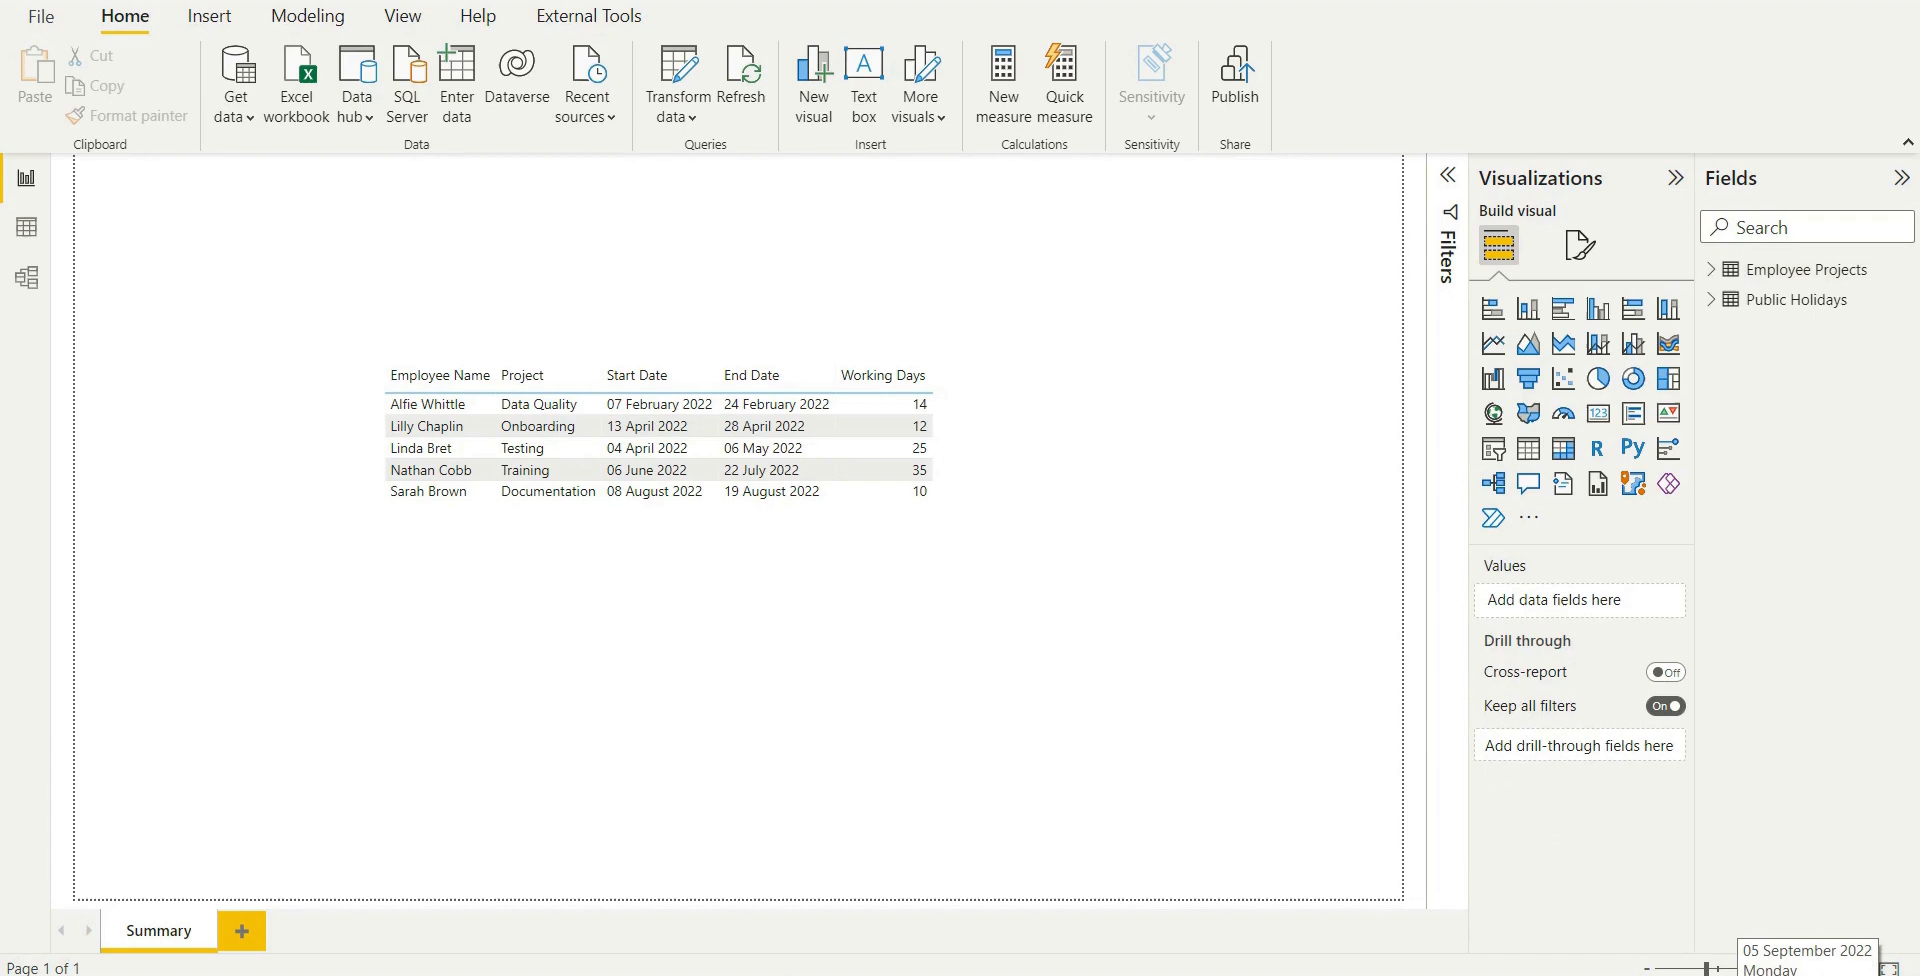 File Home Insert Modeling View Help External Tools
Paste
Cut
Copy
Format painter
Clipboard
Get data
Excel workbook
Data hub
SQL Server
Enter data
Dataverse
Recent sources
Data
Transform data
Refresh
Queries
New visual
Text box
More visuals
Insert
New measure
Quick measure
Calculations
Sensitivity
Sensitivity
Publish
Share
Employee Name Project Start Date End Date Working Days
Alfie Whittle Data Quality 07 February 2022 24 February 2022 14
Lilly Chaplin Onboarding 13 April 2022 28 April 2022 12
Linda Bret Testing 04 April 2022 06 May 2022 25
Nathan Cobb Training 06 June 2022 22 July 2022 35
Sarah Brown Documentation 08 August 2022 19 August 2022 10
Filters
Visualizations
Build visual
123
R
Py
...
Values
Add data fields here
Drill through
Cross-report Off
Keep all filters On
Add drill-through fields here
Fields
Search
Employee Projects
Public Holidays
Summary
Page 1 of 1
05 September 2022
Monday